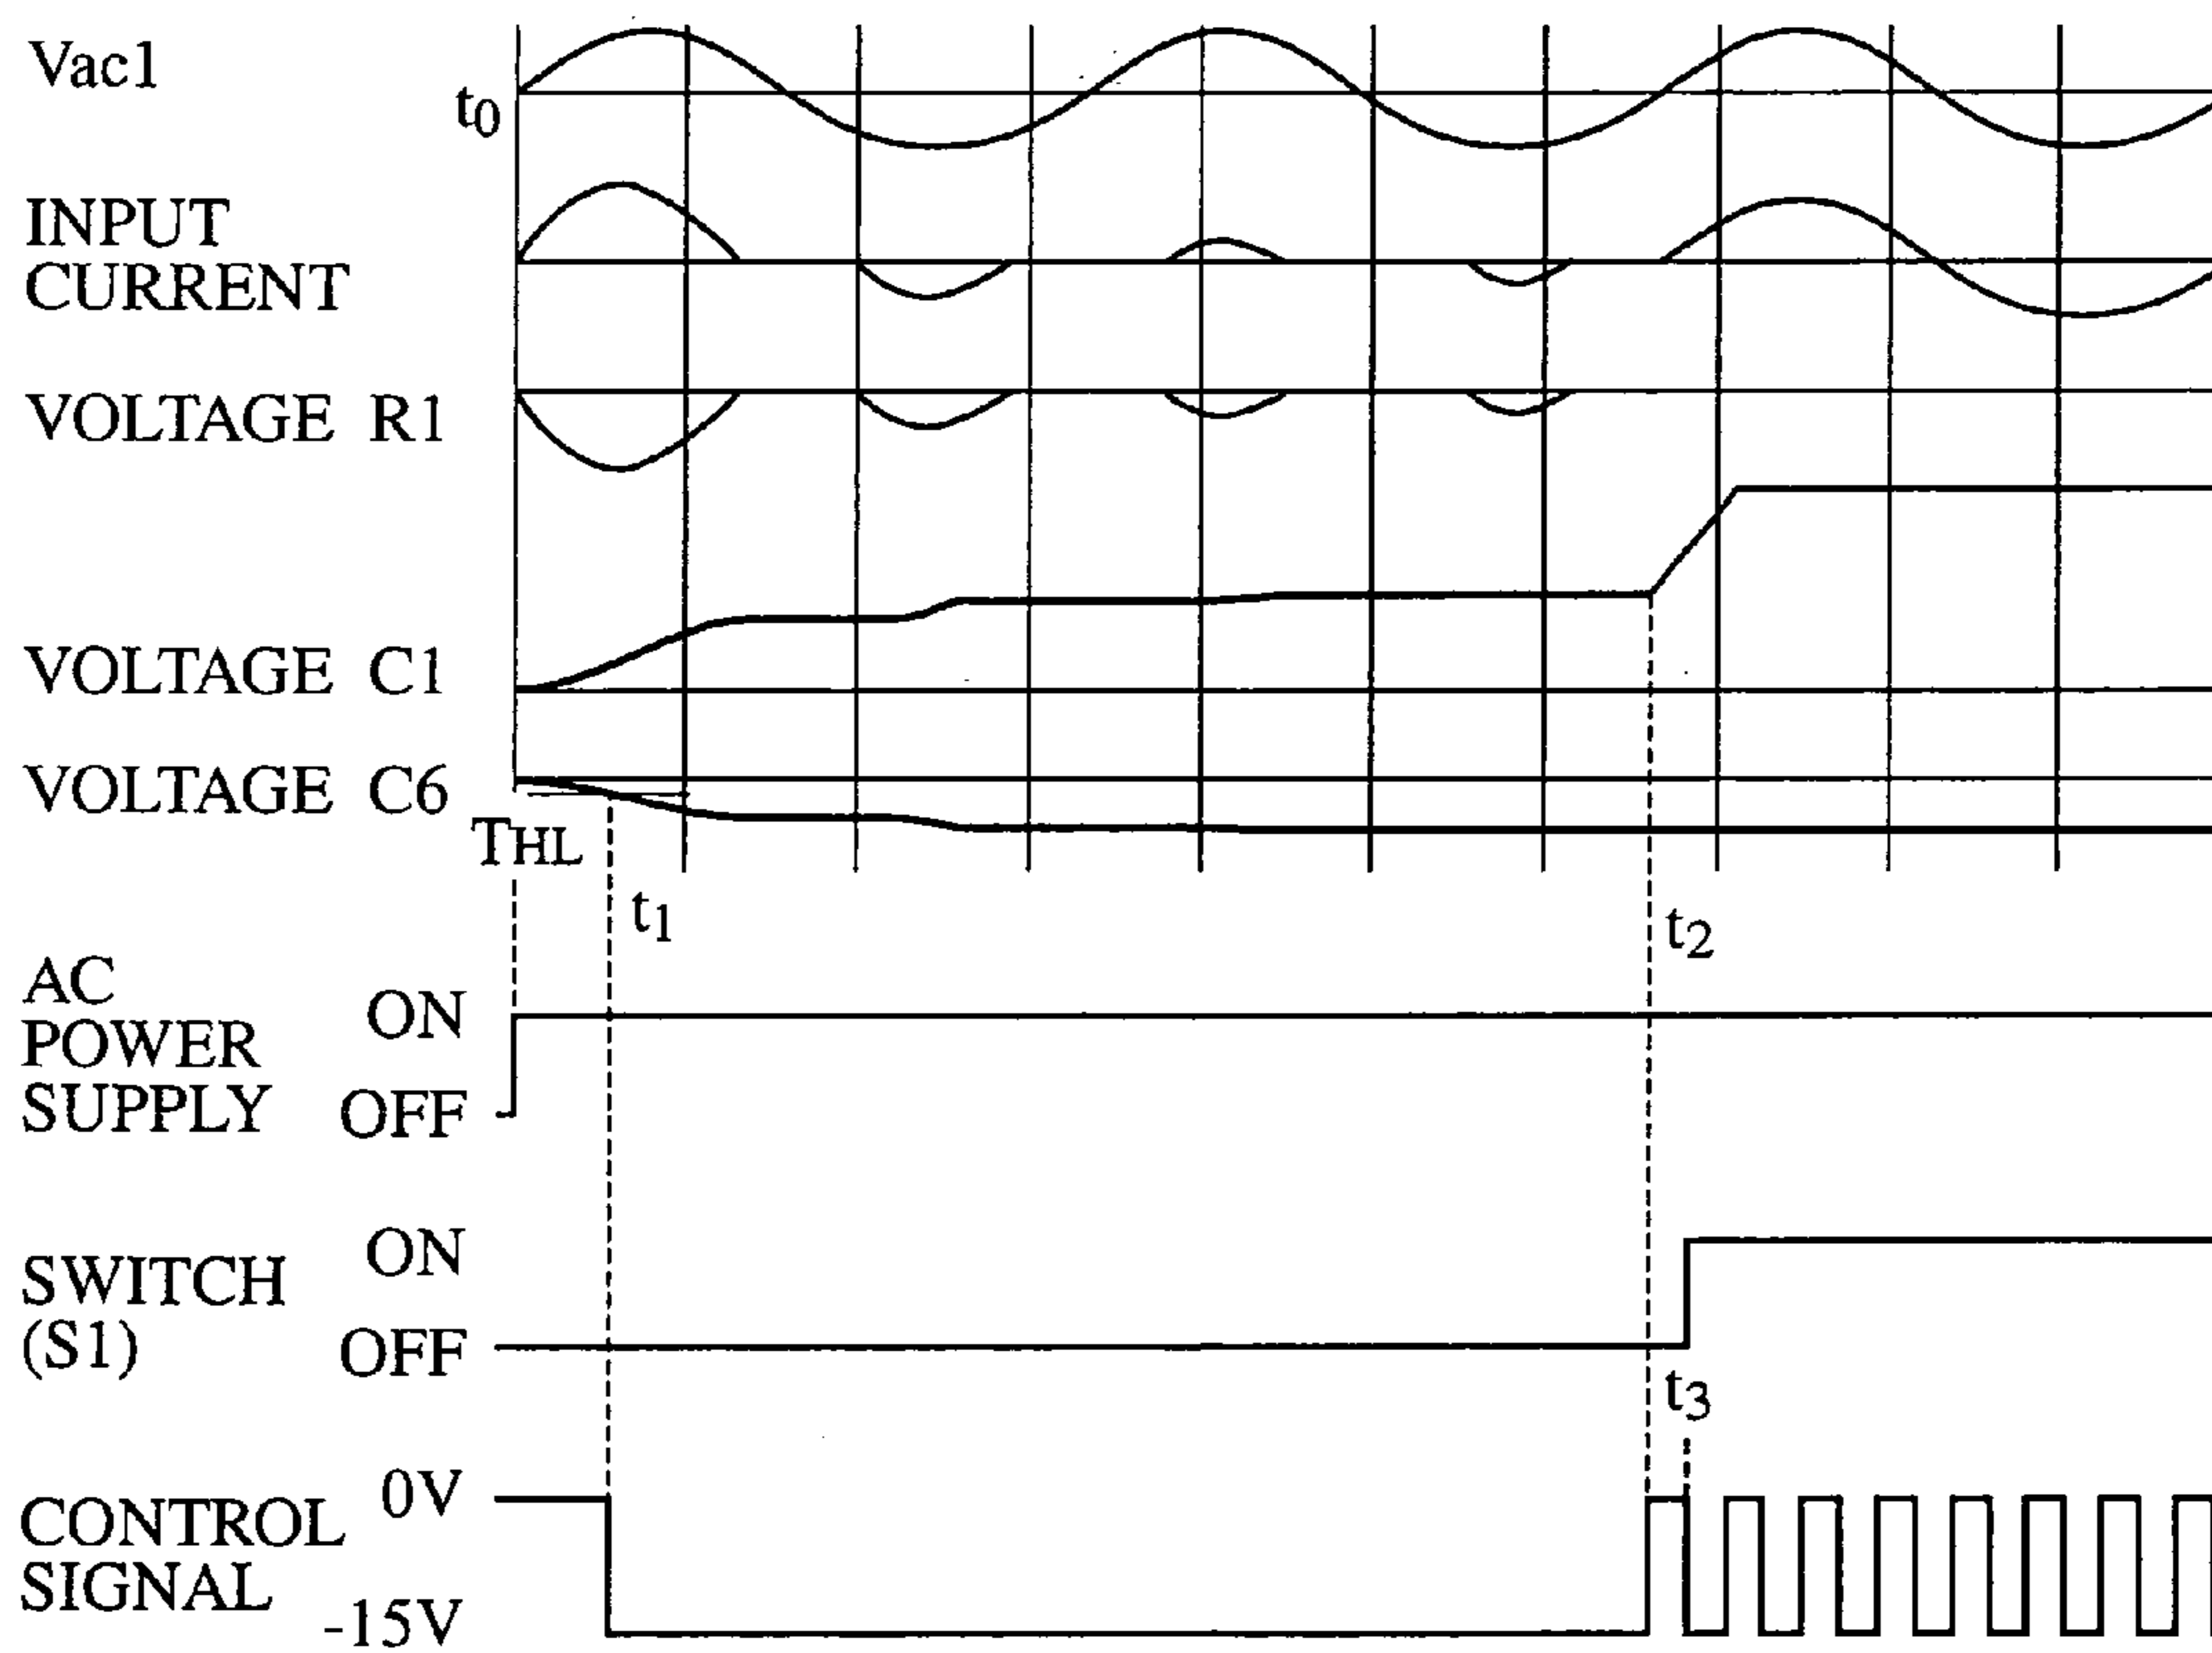 Vac1
t0
INPUT
CURRENT
VOLTAGE R1
VOLTAGE C1
VOLTAGE C6
THL
t1
t2
AC
POWER
SUPPLY
ON
OFF
SWITCH
(S1)
ON
OFF
t3
CONTROL
SIGNAL
0V
-15V